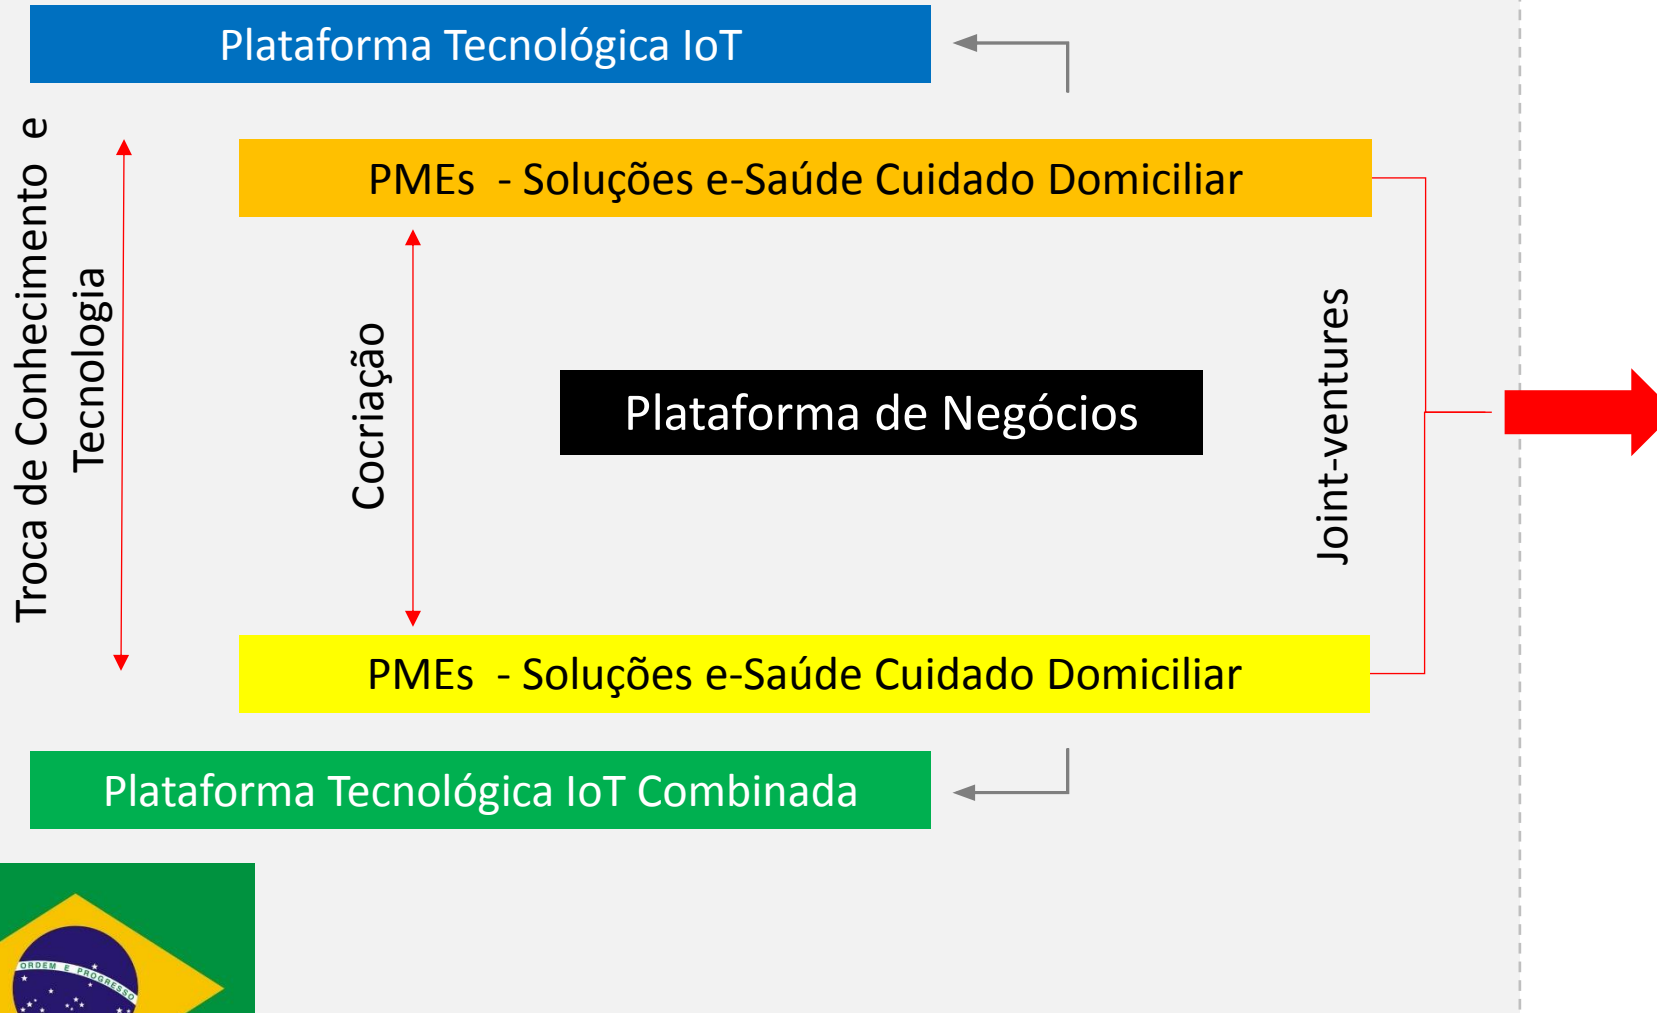 Plataforma Tecnológica IoT
Troca de Conhecimento e
Tecnologia
PMEs - Soluções e-Saúde Cuidado Domiciliar
Cocriação
Plataforma de Negócios
Joint-ventures
PMEs - Soluções e-Saúde Cuidado Domiciliar
Plataforma Tecnológica IoT Combinada
ORDEM E PROGRESSO